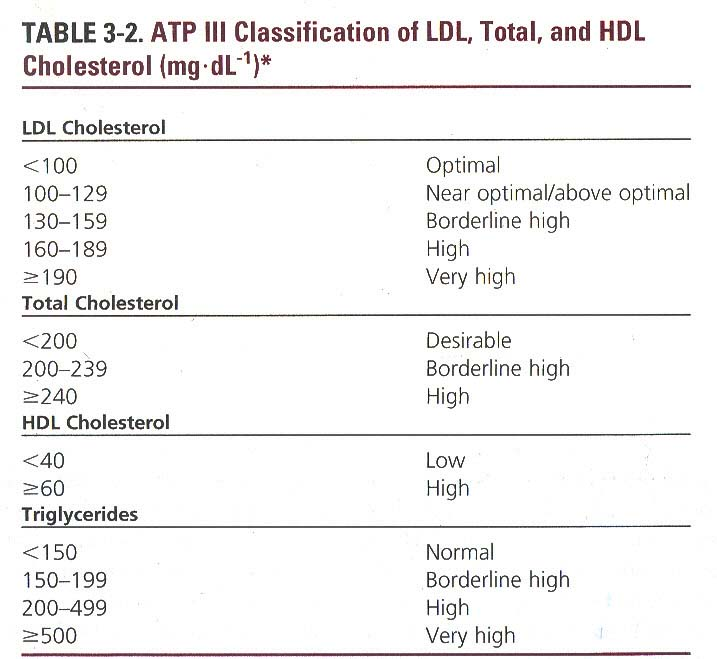 TABLE 3-2. ATP III Classification of LDL, Total, and HDL
Cholesterol (mg·dL⁻¹)*
LDL Cholesterol
<100 Optimal
100–129 Near optimal/above optimal
130–159 Borderline high
160–189 High
≥190 Very high
Total Cholesterol
<200 Desirable
200–239 Borderline high
≥240 High
HDL Cholesterol
<40 Low
≥60 High
Triglycerides
<150 Normal
150–199 Borderline high
200–499 High
≥500 Very high